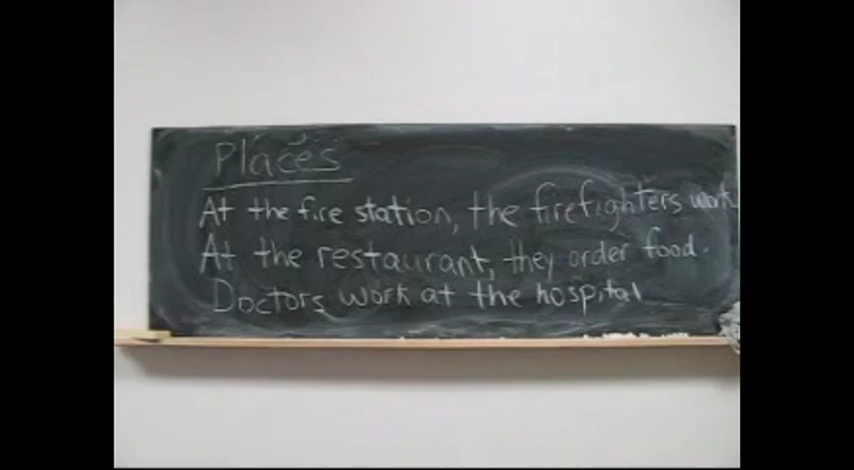 Places
At the fire station, the firefighters work
At the restaurant, they order food.
Doctors work at the hospital